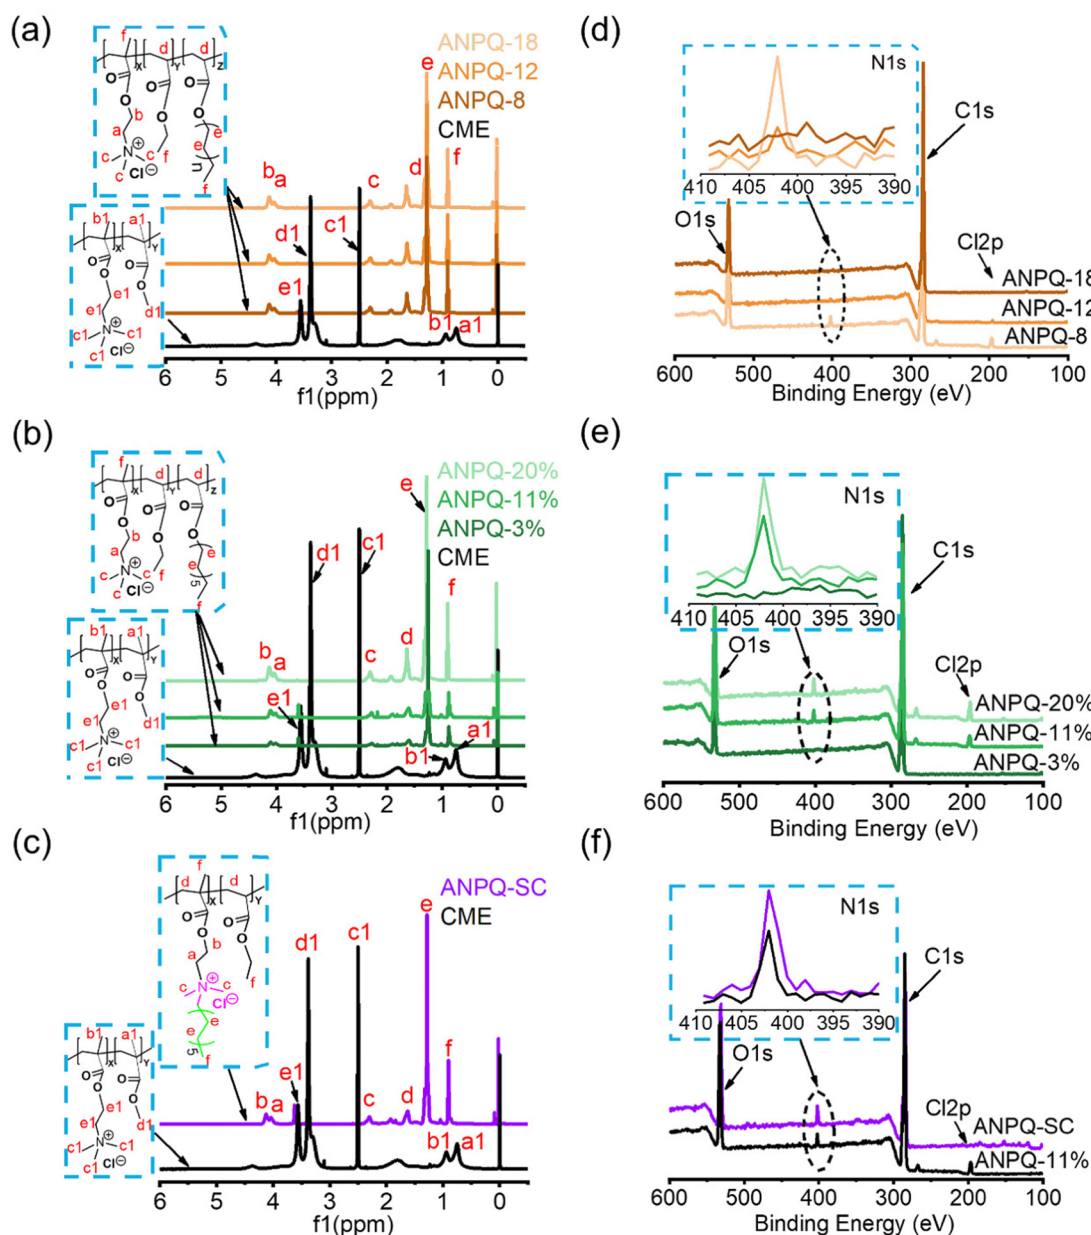 (a)
f
d
d
X
Y
Z
O
O
O
O
O
O
b
a
e
e
c
N
⊕
c
c
f
Cl⊖
n
f
b1
a1
X
Y
O
O
O
O
e1
e1
d1
c1
N
⊕
c1
c1
Cl⊖
ANPQ-18
ANPQ-12
ANPQ-8
CME
e
f
b a
c
d
d1
c1
e1
b1 a1
6 5 4 3 2 1 0
f1(ppm)
(d)
N1s
410 405 400 395 390
C1s
O1s
Cl2p
ANPQ-18
ANPQ-12
ANPQ-8
600 500 400 300 200 100
Binding Energy (eV)
(b)
f
d
d
X
Y
Z
O
O
O
O
O
O
b
a
e
e
c
N
⊕
c
c
f
Cl⊖
5
f
b1
a1
X
Y
O
O
O
O
e1
e1
d1
c1
N
⊕
c1
c1
Cl⊖
ANPQ-20%
ANPQ-11%
ANPQ-3%
CME
e
f
b a
c
d
d1
c1
e1
b1
a1
6 5 4 3 2 1 0
f1(ppm)
(e)
N1s
410 405 400 395 390
C1s
O1s
Cl2p
ANPQ-20%
ANPQ-11%
ANPQ-3%
600 500 400 300 200 100
Binding Energy (eV)
(c)
f
d
d
X
Y
O
O
O
O
b
a
f
c
N
⊕
c
Cl⊖
e
e
5
f
b1
a1
X
Y
O
O
O
O
e1
e1
d1
c1
N
⊕
c1
c1
Cl⊖
ANPQ-SC
CME
e
f
b a
c
d
d1
c1
e1
b1 a1
6 5 4 3 2 1 0
f1(ppm)
(f)
N1s
410 405 400 395 390
C1s
O1s
Cl2p
ANPQ-SC
ANPQ-11%
600 500 400 300 200 100
Binding Energy (eV)